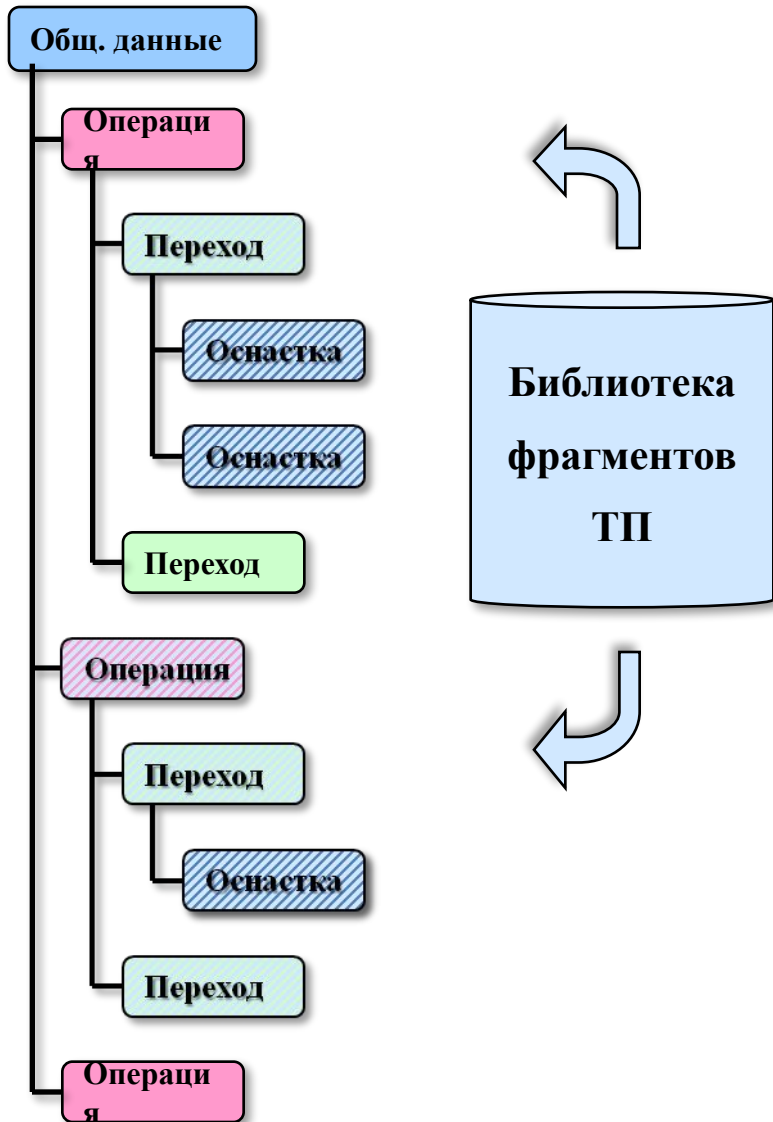 Общ. данные
Операци
я
Переход
Оснастка
Оснастка
Переход
Операция
Переход
Оснастка
Переход
Операци
я
Библиотека
фрагментов
ТП